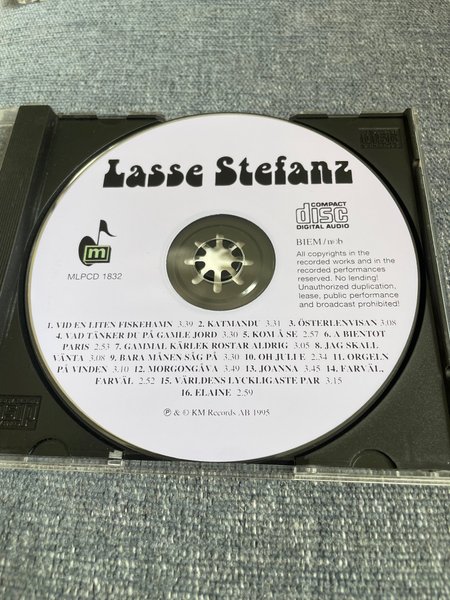 Lasse Stefanz
m
MLPCD 1832
COMPACT
disc
DIGITAL AUDIO
BIEM/n©b
All copyrights in the
recorded works and in the
recorded performances
reserved. No lending!
Unauthorized duplication,
lease, public performance
and broadcast prohibited!
1. VID EN LITEN FISKEHAMN 3.39 2. KATMANDU 3.31 3. ÖSTERLENVISAN 3.08
4. VAD TÄNKER DU PÅ GAMLE JORD 3.30 5. KOM Å SE 2.57 6. A BIENTOT
PARIS 2.53 7. GAMMAL KÄRLEK ROSTAR ALDRIG 3.05 8. JAG SKALL
VÄNTA 3.08 9. BARA MÅNEN SÅG PÅ 3.30 10. OH JULIE 2.34 11. ORGELN
PÅ VINDEN 3.10 12. MORGONGÅVA 3.49 13. JOANNA 3.45 14. FARVÄL,
FARVÄL 2.52 15. VÄRLDENS LYCKLIGASTE PAR 3.15
16. ELAINE 2.59
℗ & © KM Records AB 1995